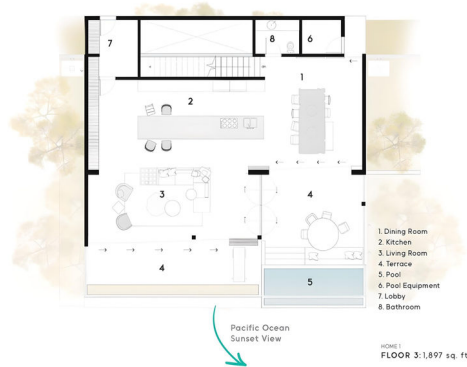 8
6
7
1
2
3
4
4
5
1. Dining Room
2. Kitchen
3. Living Room
4. Terrace
5. Pool
6. Pool Equipment
7. Lobby
8. Bathroom
Pacific Ocean
Sunset View
HOME 1
FLOOR 3: 1,897 sq. ft